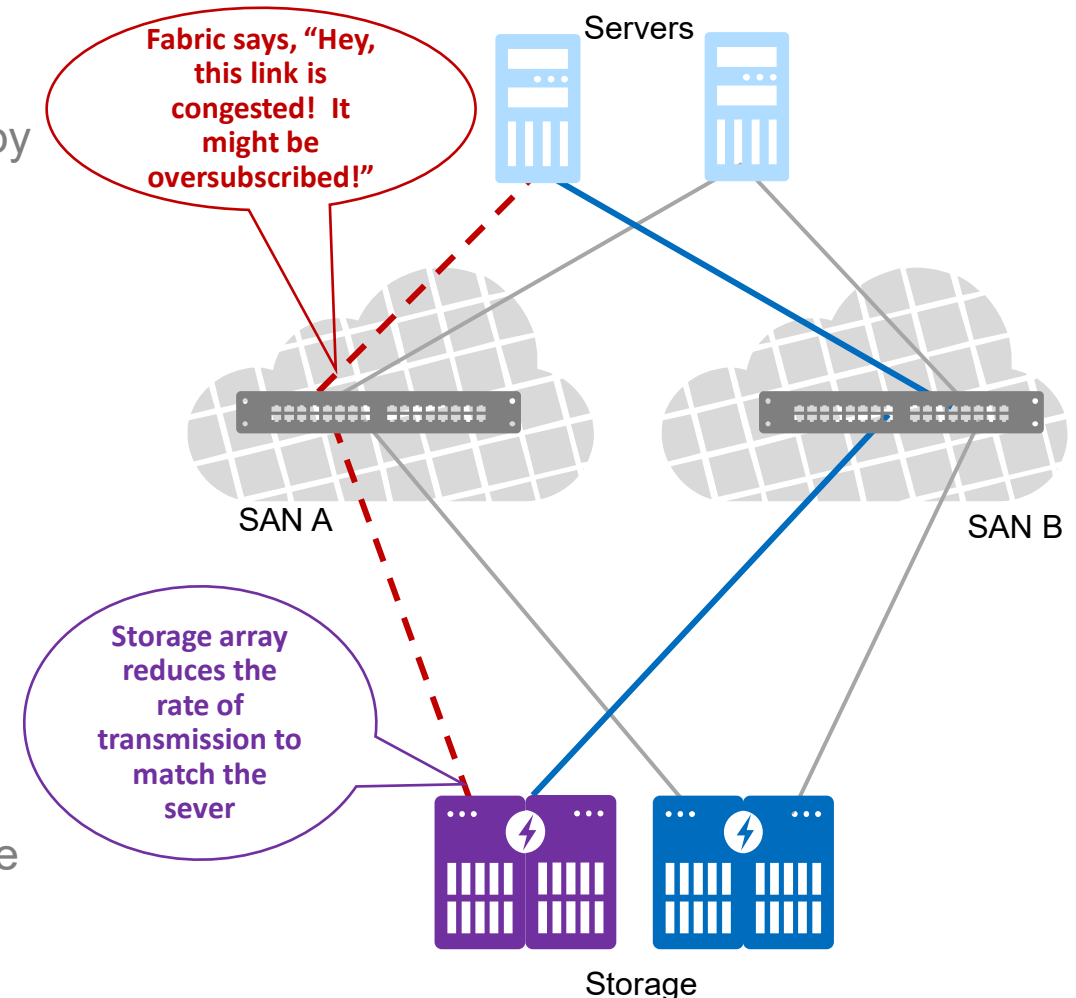 Servers
Fabric says, “Hey,
this link is
congested! It
might be
oversubscribed!”
by
SAN A
SAN B
Storage array
reduces the
rate of
transmission to
match the
sever
e
Storage